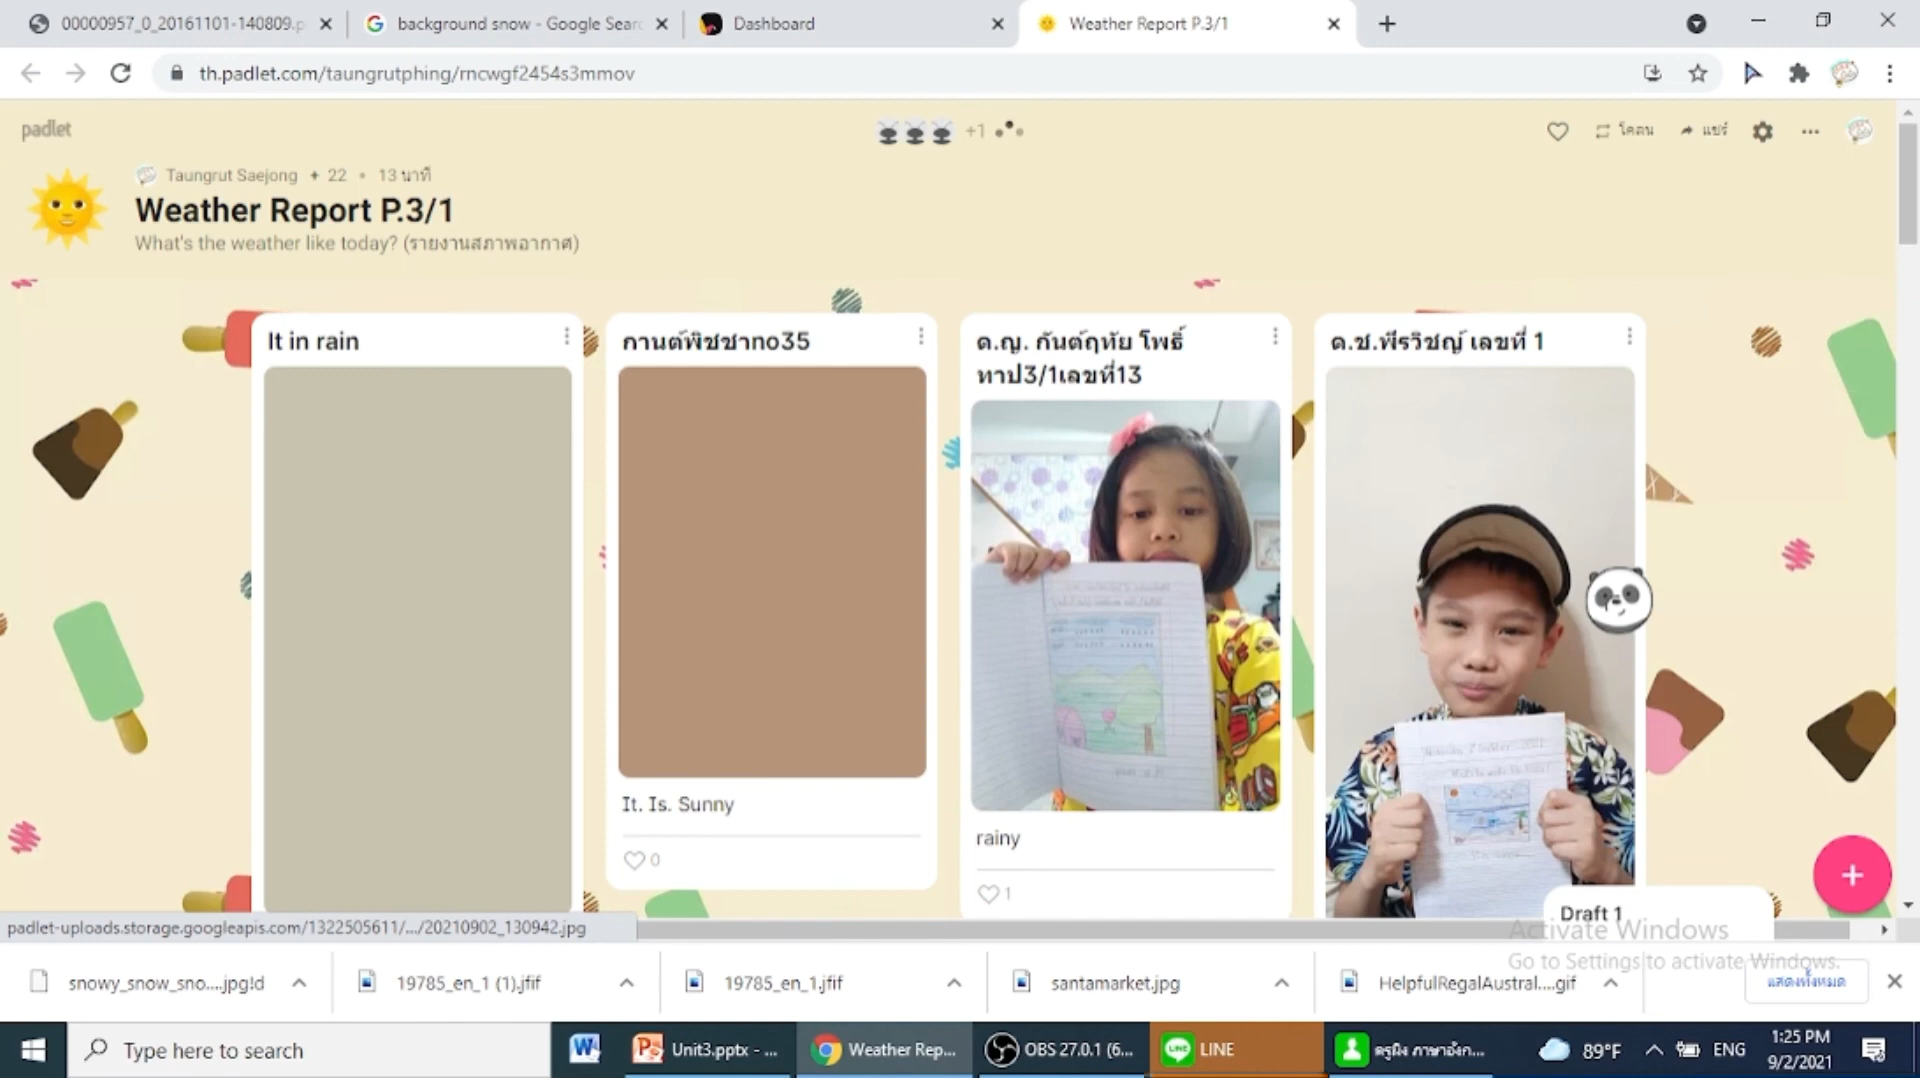 00000957_0_20161101-140809.p
background snow - Google Sear
Dashboard
Weather Report P.3/1
th.padlet.com/taungrutphing/rncwgf2454s3mmov
padlet
+1
โคลน
แชร์
Taungrut Saejong + 22 • 13 นาที
Weather Report P.3/1
What's the weather like today? (รายงานสภาพอากาศ)
It in rain
กานต์พิชชาno35
It. Is. Sunny
0
ด.ญ. กันต์ฤทัย โพธิ์
ทาป3/1เลขที่13
rainy
1
ด.ช.พีรวิชญ์ เลขที่ 1
Draft 1
Activate Windows
Go to Settings to activate Windows.
padlet-uploads.storage.googleapis.com/1322505611/.../20210902_130942.jpg
snowy_snow_sno....jpg!d
19785_en_1 (1).jfif
19785_en_1.jfif
santamarket.jpg
HelpfulRegalAustral....gif
แสดงทั้งหมด
Type here to search
Unit3.pptx - ...
Weather Rep...
OBS 27.0.1 (6...
LINE
ครูผิง ภาษาอังก...
89°F
ENG
1:25 PM
9/2/2021